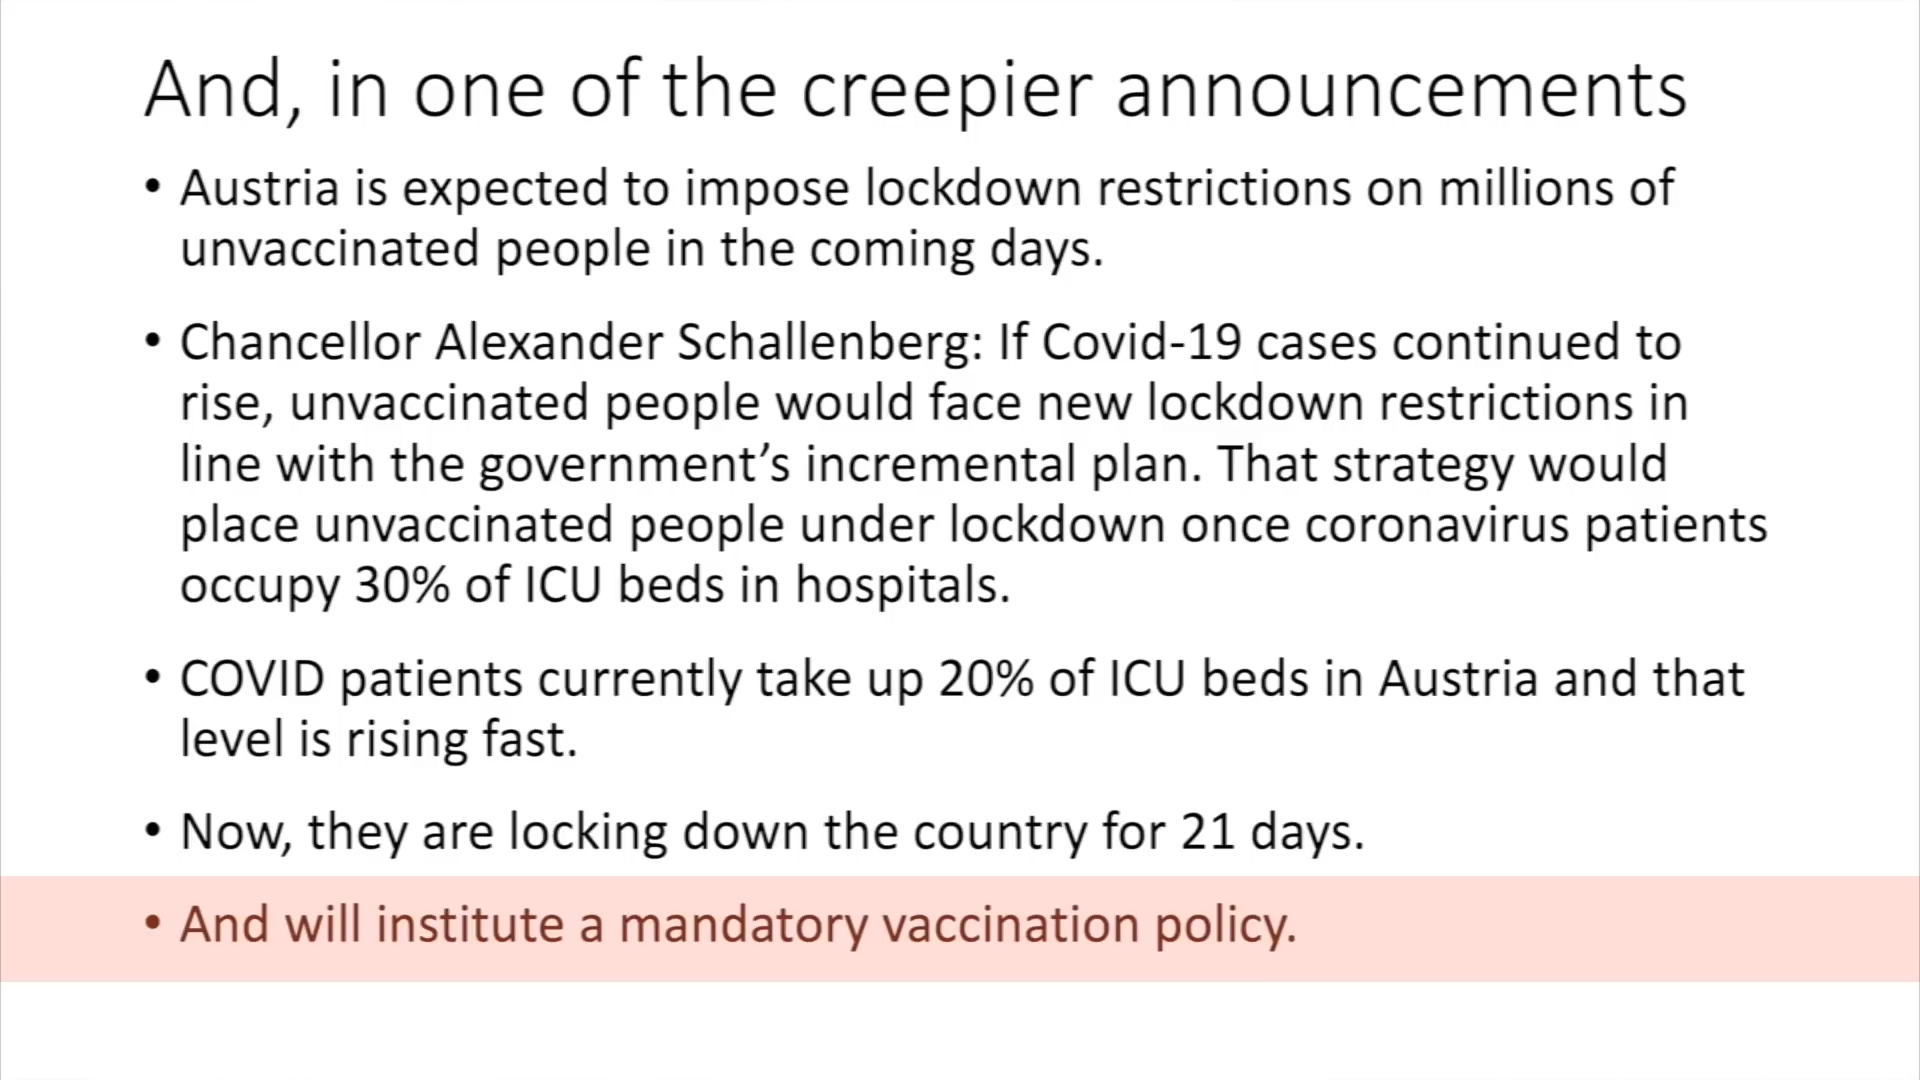 And, in one of the creepier announcements
• Austria is expected to impose lockdown restrictions on millions of
unvaccinated people in the coming days.
• Chancellor Alexander Schallenberg: If Covid-19 cases continued to
rise, unvaccinated people would face new lockdown restrictions in
line with the government’s incremental plan. That strategy would
place unvaccinated people under lockdown once coronavirus patients
occupy 30% of ICU beds in hospitals.
• COVID patients currently take up 20% of ICU beds in Austria and that
level is rising fast.
• Now, they are locking down the country for 21 days.
• And will institute a mandatory vaccination policy.